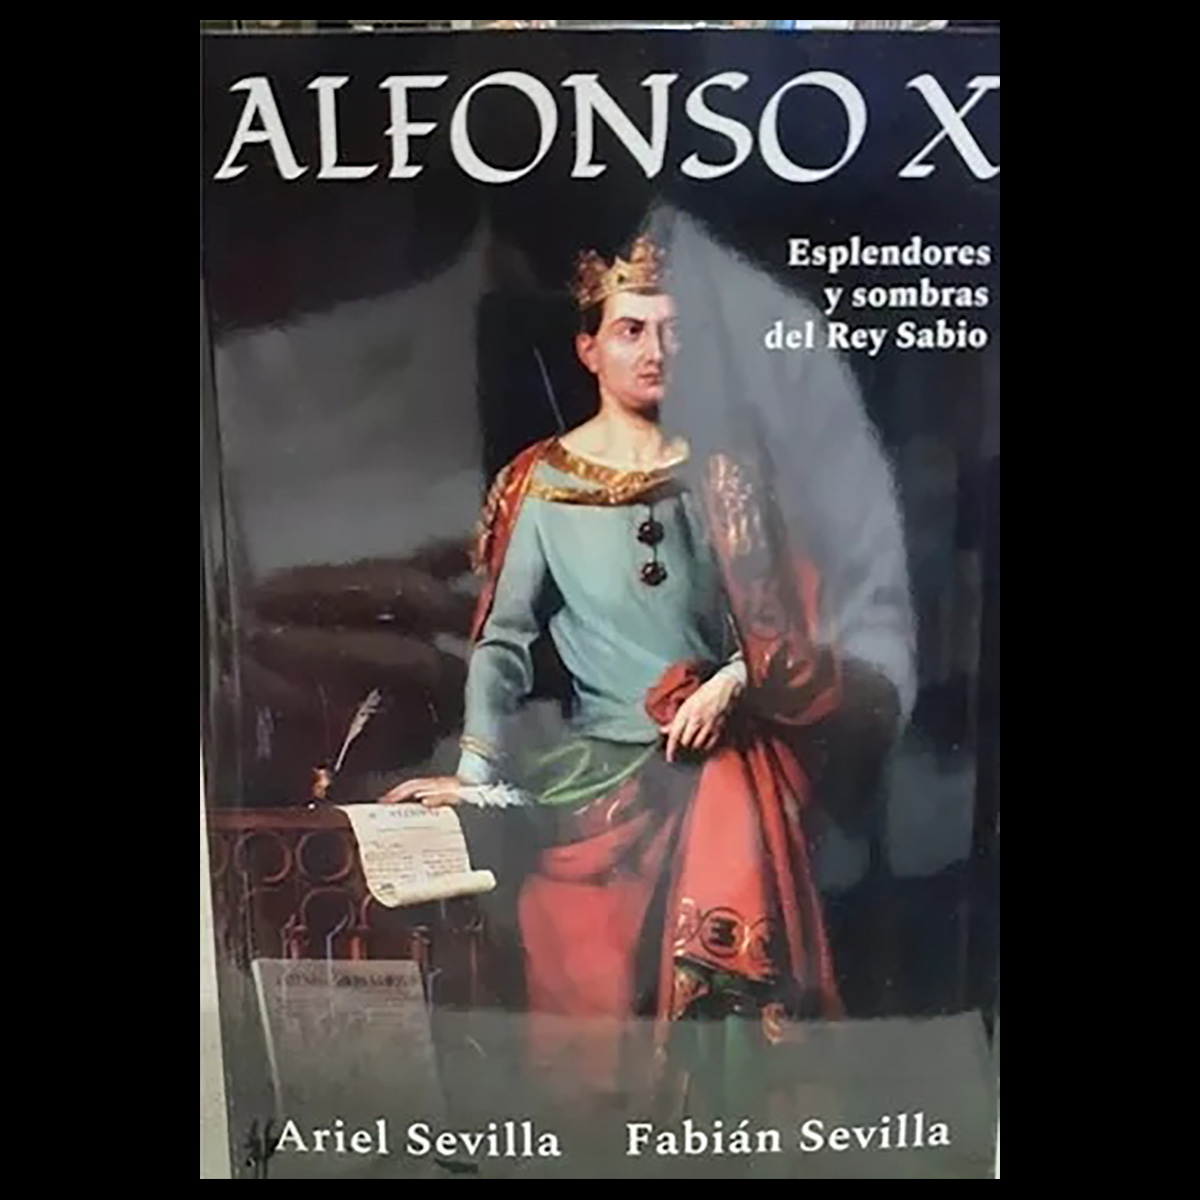 ALFONSO X
Esplendores
y sombras
del Rey Sabio
Ariel Sevilla Fabián Sevilla